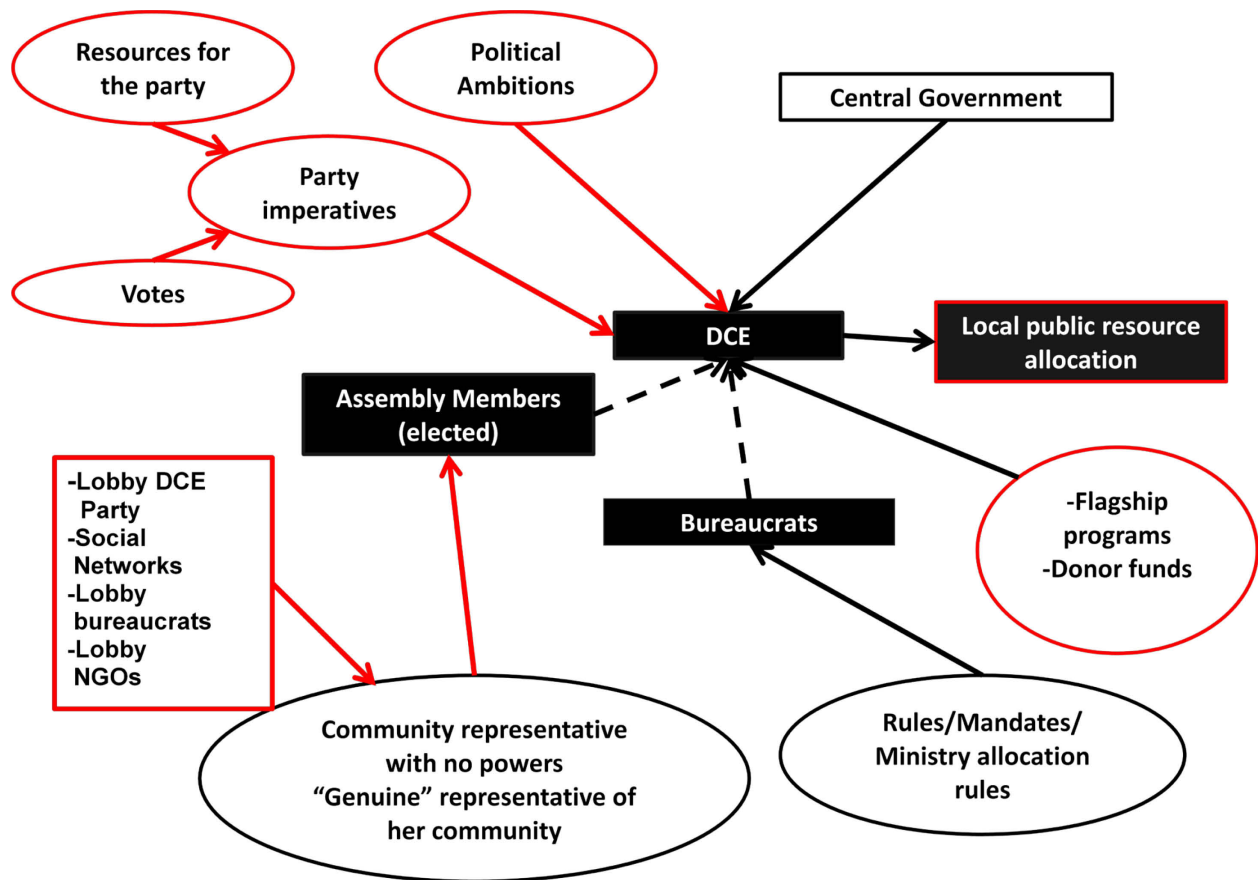 Resources for
the party
Political
Ambitions
Central Government
Party
imperatives
Votes
DCE
Local public resource
allocation
Assembly Members
(elected)
-Lobby DCE
Party
-Social
Networks
-Lobby
bureaucrats
-Lobby
NGOs
Bureaucrats
-Flagship
programs
-Donor funds
Community representative
with no powers
“Genuine” representative of
her community
Rules/Mandates/
Ministry allocation
rules